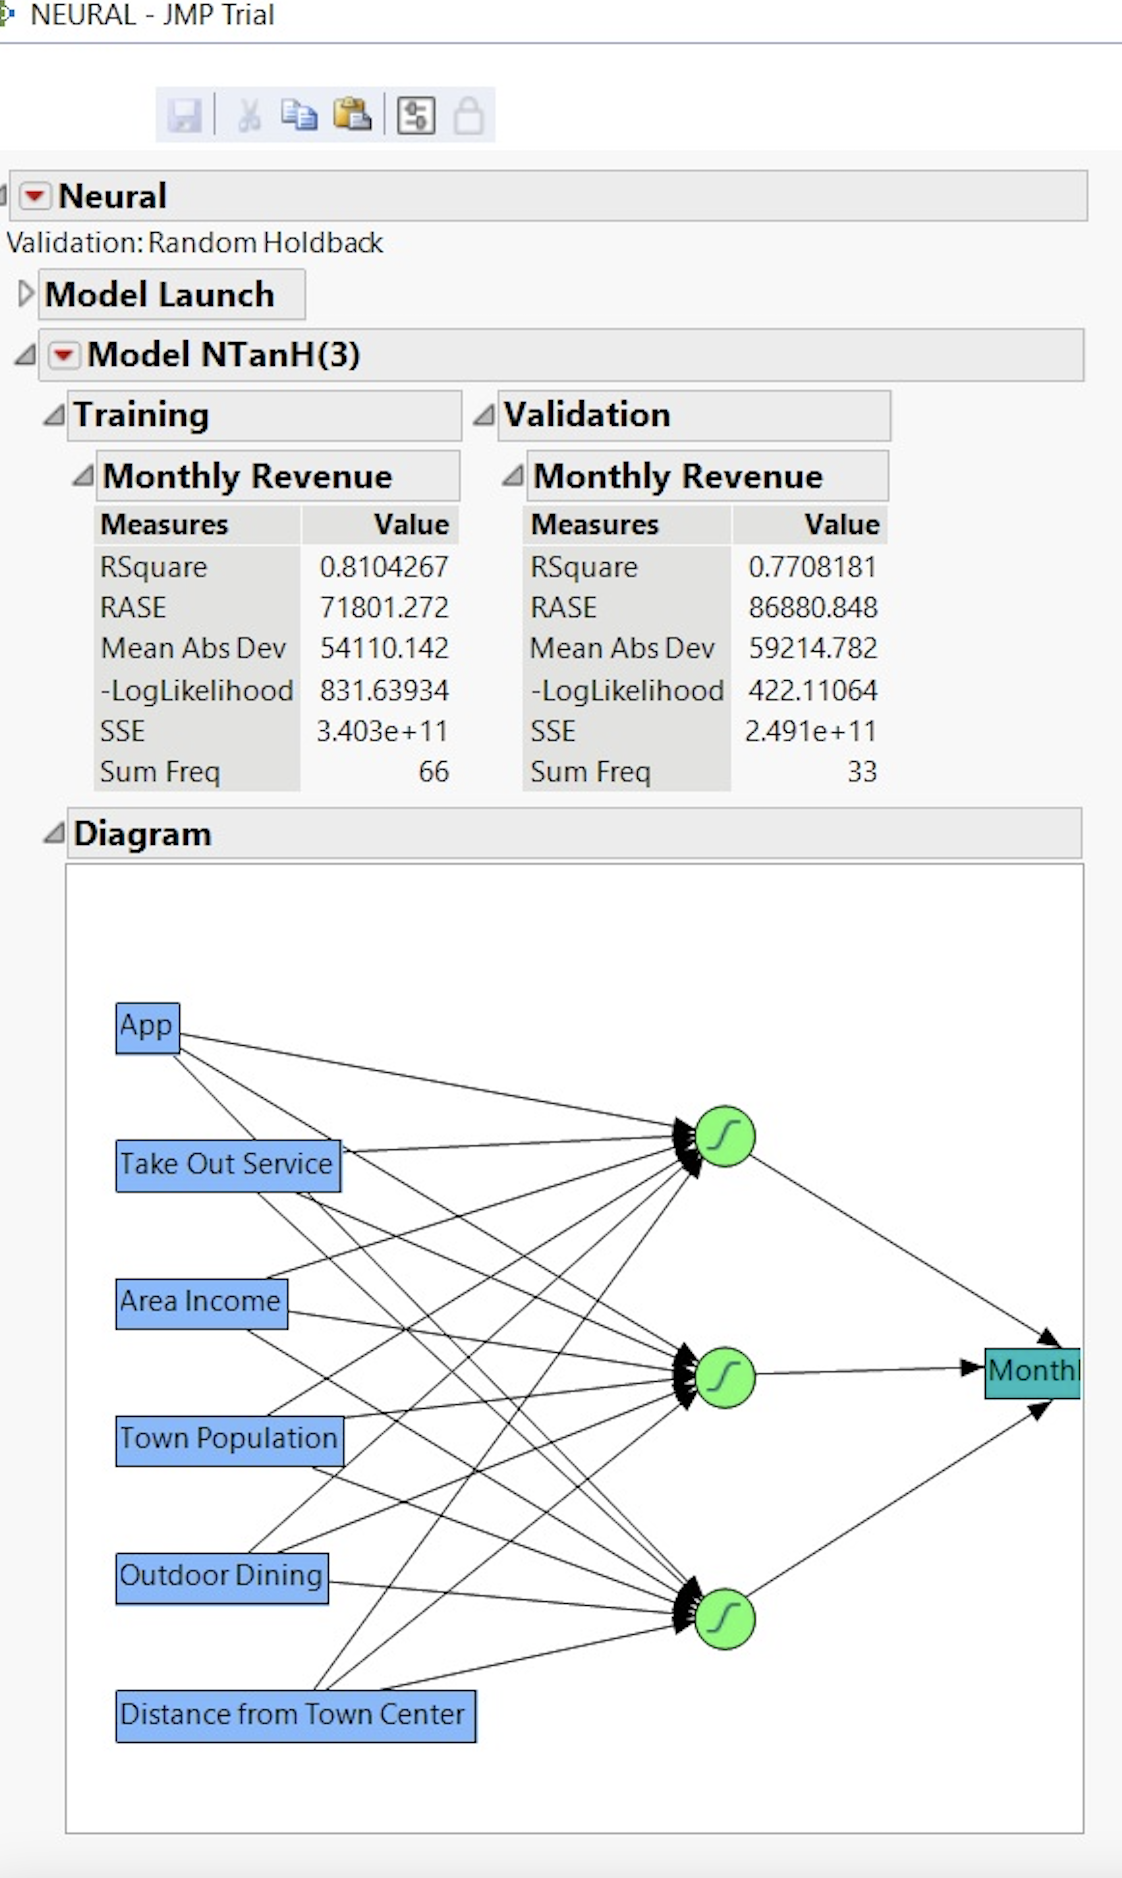 NEURAL - JMP Trial
Neural
Validation: Random Holdback
Model Launch
Model NTanH(3)
Training
Validation
Monthly Revenue
Monthly Revenue
Measures Value
Measures Value
RSquare 0.8104267
RSquare 0.7708181
RASE 71801.272
RASE 86880.848
Mean Abs Dev 54110.142
Mean Abs Dev 59214.782
-LogLikelihood 831.63934
-LogLikelihood 422.11064
SSE 3.403e+11
SSE 2.491e+11
Sum Freq 66
Sum Freq 33
Diagram
App
Take Out Service
Area Income
Town Population
Outdoor Dining
Distance from Town Center
Monthl